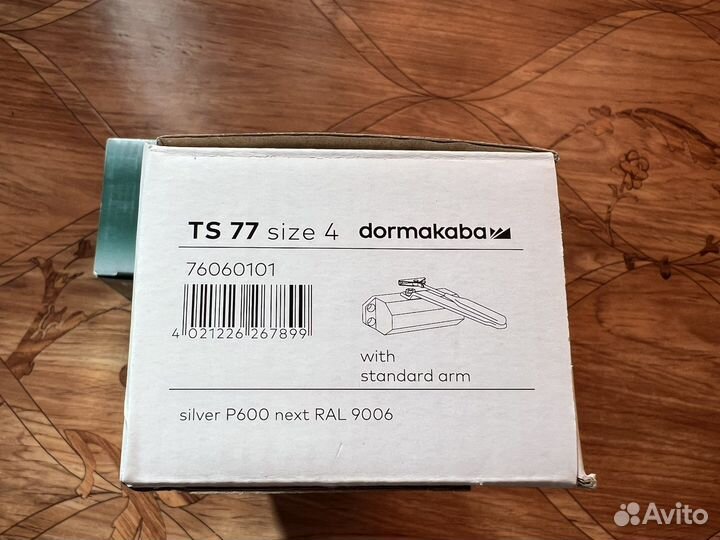 TS 77 size 4 dormakaba
76060101
4 021226 267899
with
standard arm
silver P600 next RAL 9006
Avito